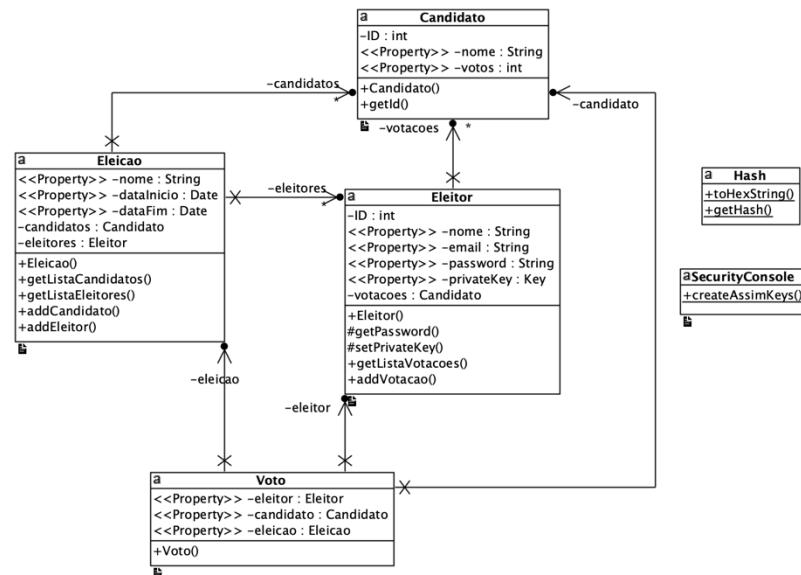 a Candidato
-ID : int
<<Property>> -nome : String
<<Property>> -votos : int
+Candidato()
+getId()
-candidatos
*
-candidato
-votacoes
*
a Eleicao
<<Property>> -nome : String
<<Property>> -dataInicio : Date
<<Property>> -dataFim : Date
-candidatos : Candidato
-eleitores : Eleitor
+Eleicao()
+getListaCandidatos()
+getListaEleitores()
+addCandidato()
+addEleitor()
-eleitores
*
a Eleitor
-ID : int
<<Property>> -nome : String
<<Property>> -email : String
<<Property>> -password : String
<<Property>> -privateKey : Key
-votacoes : Candidato
+Eleitor()
#getPassword()
#setPrivateKey()
+getListaVotacoes()
+addVotacao()
a Hash
+toHexString()
+getHash()
a SecurityConsole
+createAssimKeys()
-eleicao
-eleitor
a Voto
<<Property>> -eleitor : Eleitor
<<Property>> -candidato : Candidato
<<Property>> -eleicao : Eleicao
+Voto()